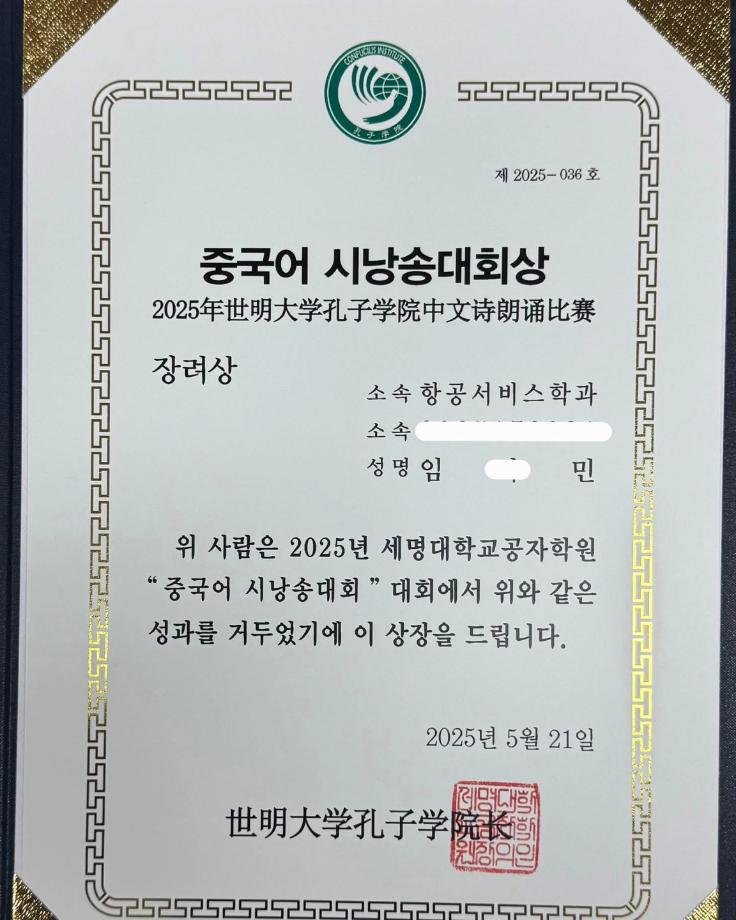 CONFUCIUS INSTITUTE
孔子学院
제 2025-036 호
중국어 시낭송대회상
2025年世明大学孔子学院中文诗朗诵比赛
장려상
소속 항공서비스학과
소속
성명 임 민
위 사람은 2025년 세명대학교공자학원
“중국어 시낭송대회” 대회에서 위와 같은
성과를 거두었기에 이 상장을 드립니다.
2025년 5월 21일
世明大学孔子学院长